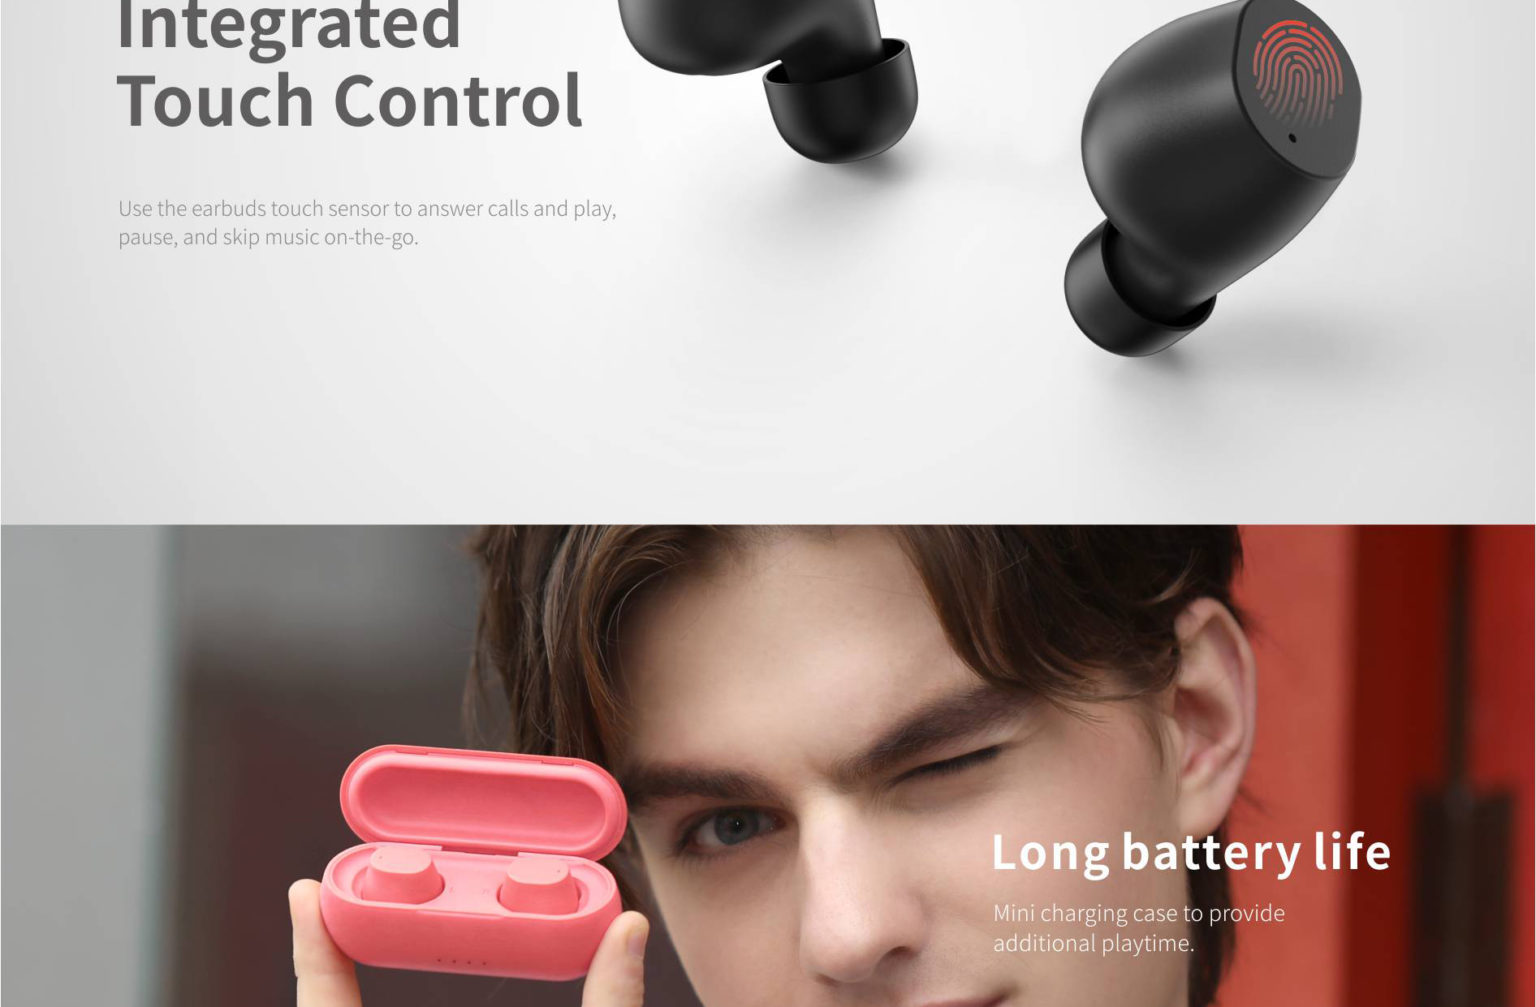 Integrated
Touch Control
Use the earbuds touch sensor to answer calls and play,
pause, and skip music on-the-go.
Long battery life
Mini charging case to provide
additional playtime.